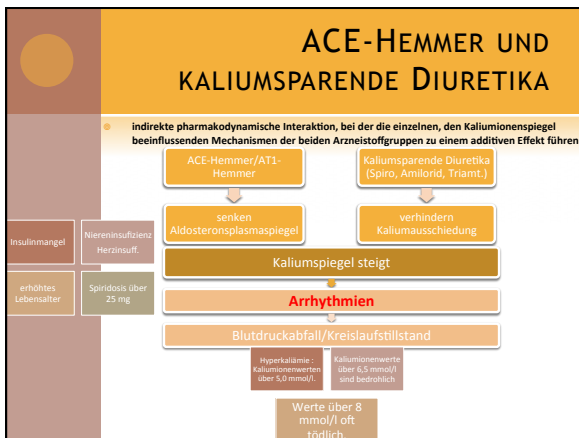 ACE-HEMMER UND
KALIUMSPARENDE DIURETIKA
indirekte pharmakodynamische Interaktion, bei der die einzelnen, den Kaliumionenspiegel
beeinflussenden Mechanismen der beiden Arzneistoffgruppen zu einem additiven Effekt führen
ACE-Hemmer/AT1-
Hemmer
Kaliumsparende Diuretika
(Spiro, Amilorid, Triamt.)
senken
Aldosteronsplasmaspiegel
verhindern
Kaliumausschiedung
Insulinmangel
Niereninsufizienz
Herzinsuff.
Kaliumspiegel steigt
erhöhtes
Lebensalter
Spiridosis über
25 mg
Arrhythmien
Blutdruckabfall/Kreislaufstillstand
Hyperkaliämie :
Kaliumionenwerten
über 5,0 mmol/l.
Kaliumionenwerte
über 6,5 mmol/l
sind bedrohlich
Werte über 8
mmol/l oft
tödlich.